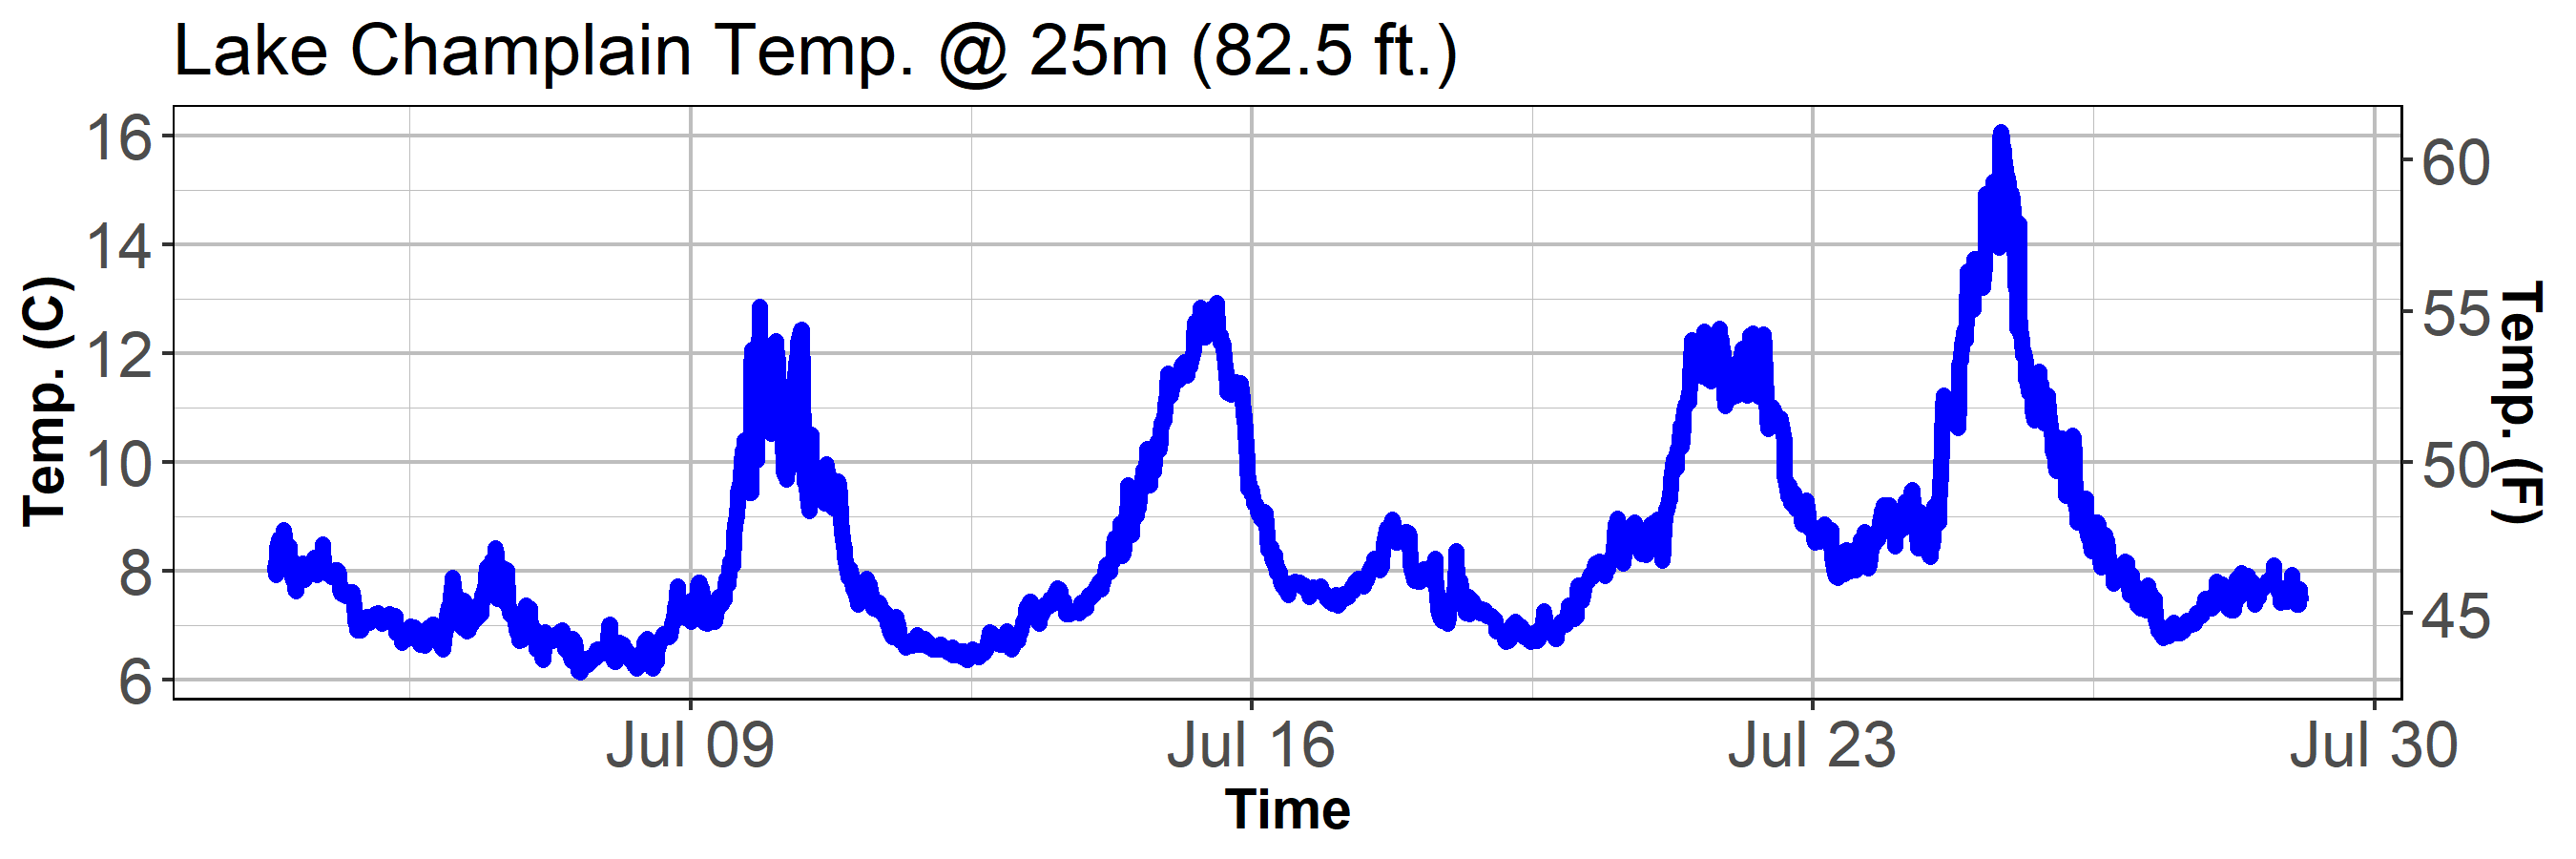 Lake Champlain Temp. @ 25m (82.5 ft.)
Temp. (C)
16
14
12
10
8
6
60
55
50
45
Temp. (F)
Jul 09
Jul 16
Jul 23
Jul 30
Time